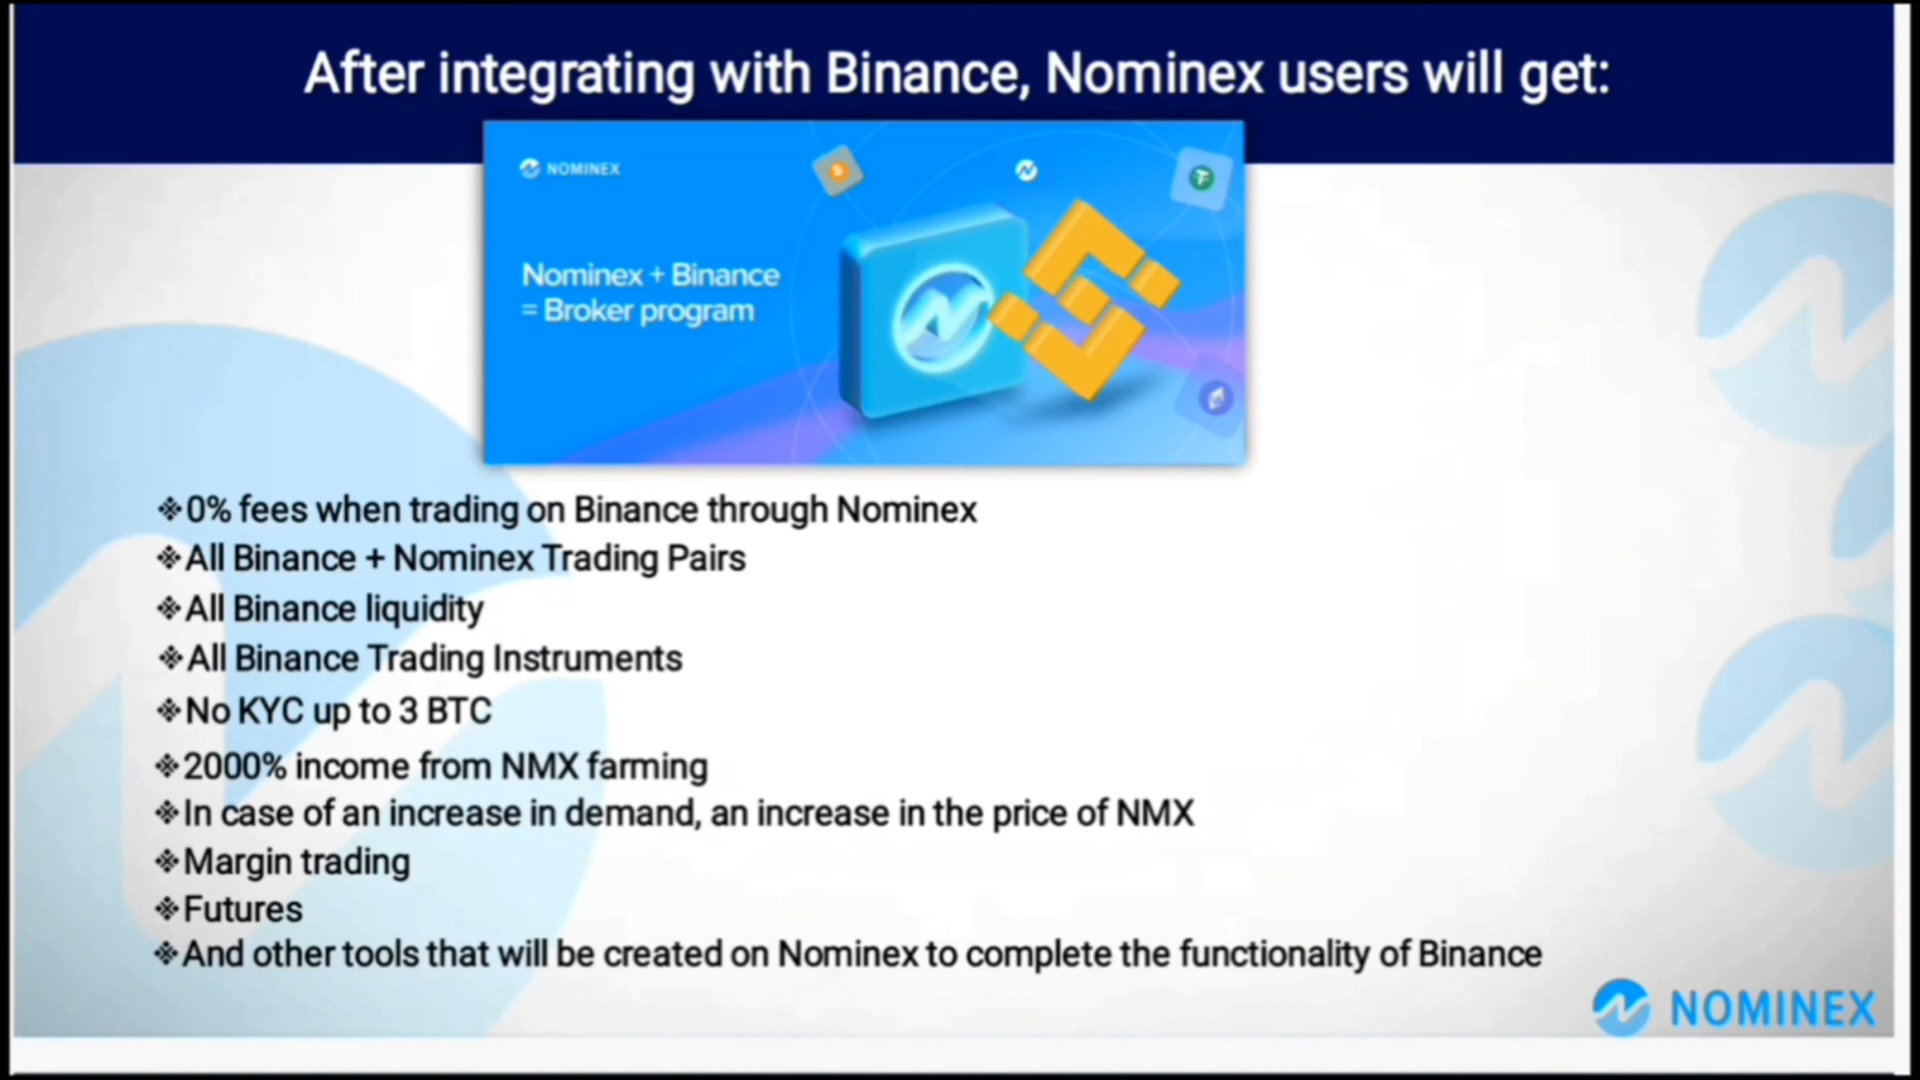 After integrating with Binance, Nominex users will get:
NOMINEX
Nominex + Binance
= Broker program
❖0% fees when trading on Binance through Nominex
❖All Binance + Nominex Trading Pairs
❖All Binance liquidity
❖All Binance Trading Instruments
❖No KYC up to 3 BTC
❖2000% income from NMX farming
❖In case of an increase in demand, an increase in the price of NMX
❖Margin trading
❖Futures
❖And other tools that will be created on Nominex to complete the functionality of Binance
NOMINEX